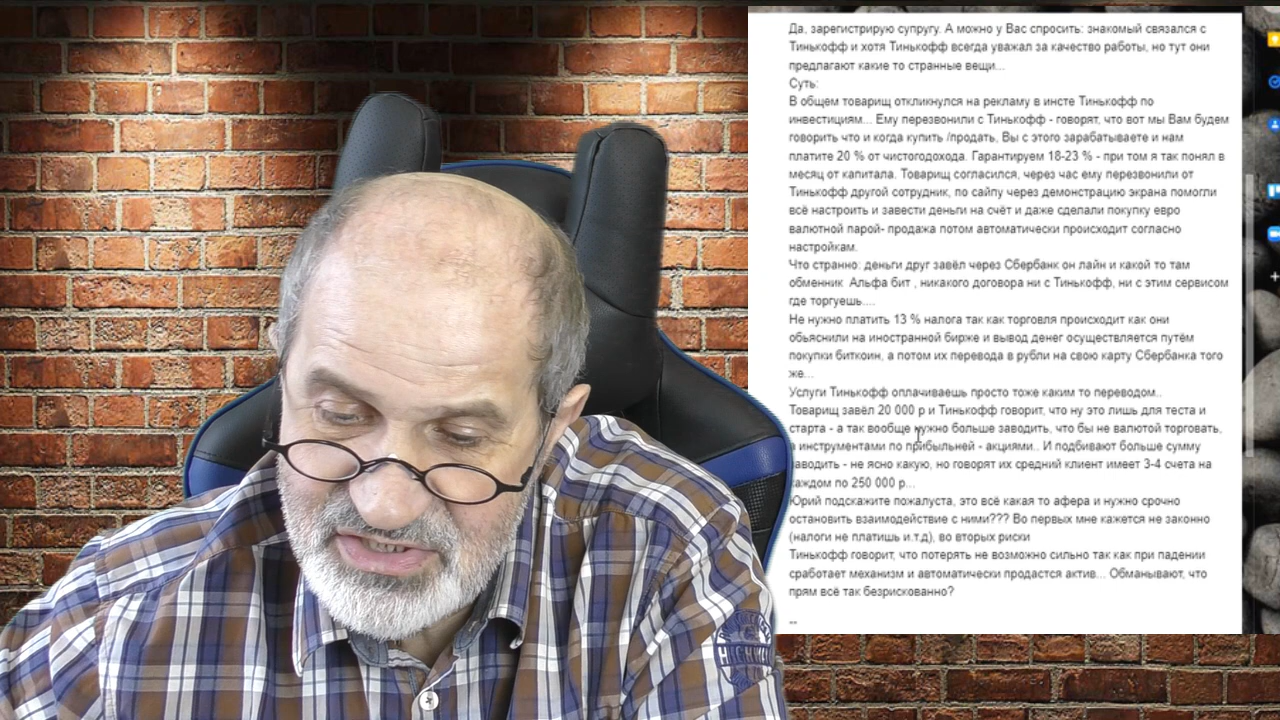 Да, зарегистрирую супругу. А можно у Вас спросить: знакомый связался с
Тинькофф и хотя Тинькофф всегда уважал за качество работы, но тут они
предлагают какие то странные вещи...
Суть:
В общем товарищ откликнулся на рекламу в инсте Тинькофф по
инвестициям... Ему перезвонили с Тинькофф - говорят, что вот мы Вам будем
говорить что и когда купить /продать, Вы с этого зарабатываете и нам
платите 20 % от чистогодохода. Гарантируем 18-23 % - при том я так понял в
месяц от капитала. Товарищ согласился, через час ему перезвонили от
Тинькофф другой сотрудник, по сайпу через демонстрацию экрана помогли
всё настроить и завести деньги на счёт и даже сделали покупку евро
валютной парой- продажа потом автоматически происходит согласно
настройкам.
Что странно: деньги друг завёл через Сбербанк он лайн и какой то там
обменник Альфа бит , никакого договора ни с Тинькофф, ни с этим сервисом
где торгуешь....
Не нужно платить 13 % налога так как торговля происходит как они
обьяснили на иностранной бирже и вывод денег осуществляется путём
покупки биткоин, а потом их перевода в рубли на свою карту Сбербанка того
же...
Услуги Тинькофф оплачиваешь просто тоже каким то переводом..
Товарищ завёл 20 000 р и Тинькофф говорит, что ну это лишь для теста и
старта - а так вообще нужно больше заводить, что бы не валютой торговать,
а инструментами по прибыльней - акциями.. И подбивают больше сумму
заводить - не ясно какую, но говорят их средний клиент имеет 3-4 счета на
каждом по 250 000 р...
Юрий подскажите пожалуйста, это всё какая то афера и нужно срочно
остановить взаимодействие с ними??? Во первых мне кажется не законно
(налоги не платишь и.т.д), во вторых риски
Тинькофф говорит, что потерять не возможно сильно так как при падении
сработает механизм и автоматически продастся актив... Обманывают, что
прям всё так безрискованно?
--